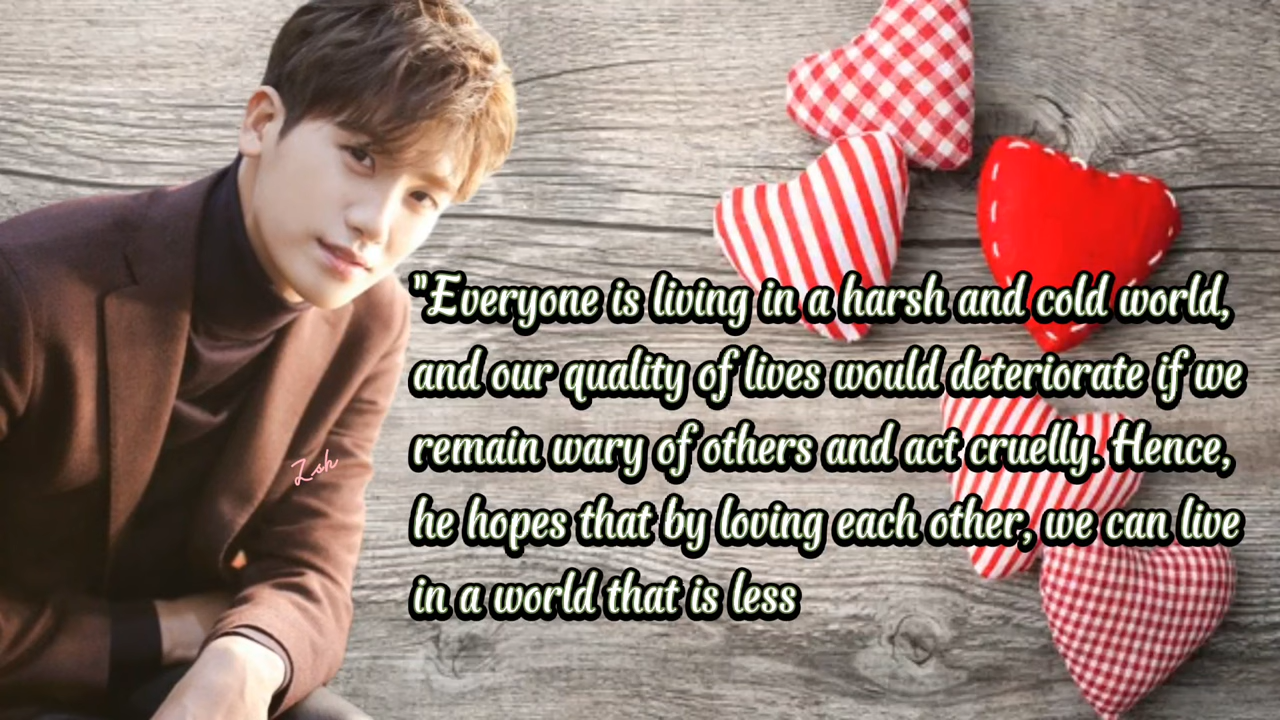 "Everyone is living in a harsh and cold world,
and our quality of lives would deteriorate if we
remain wary of others and act cruelly. Hence,
he hopes that by loving each other, we can live
in a world that is less
Zsh